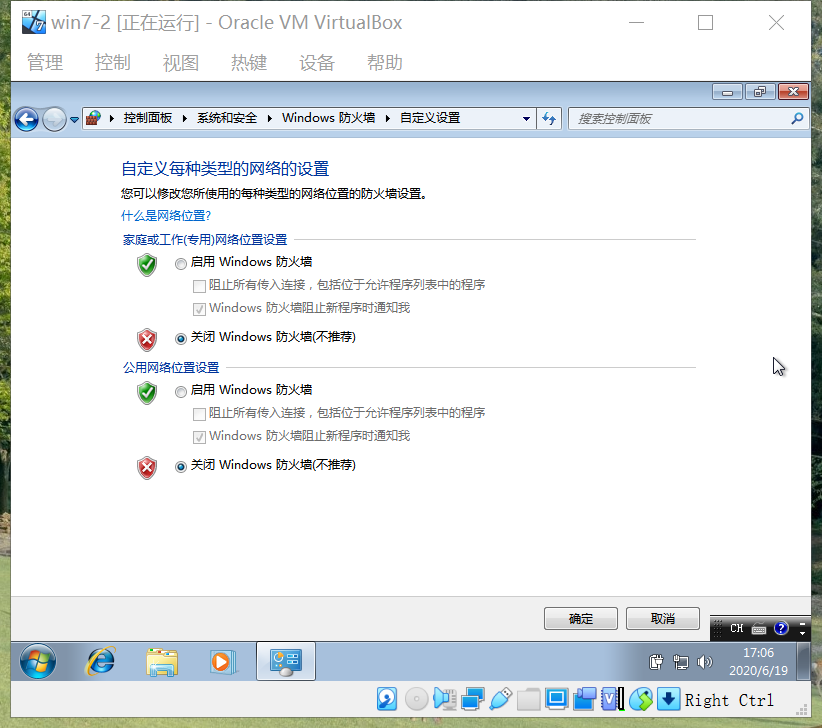 win7-2 [正在运行] - Oracle VM VirtualBox
管理 控制 视图 热键 设备 帮助
控制面板 系统和安全 Windows 防火墙 自定义设置 搜索控制面板
自定义每种类型的网络的设置
您可以修改您所使用的每种类型的网络位置的防火墙设置。
什么是网络位置?
家庭或工作(专用)网络位置设置
启用 Windows 防火墙
阻止所有传入连接，包括位于允许程序列表中的程序
Windows 防火墙阻止新程序时通知我
关闭 Windows 防火墙(不推荐)
公用网络位置设置
启用 Windows 防火墙
阻止所有传入连接，包括位于允许程序列表中的程序
Windows 防火墙阻止新程序时通知我
关闭 Windows 防火墙(不推荐)
确定 取消
CH
17:06
2020/6/19
Right Ctrl